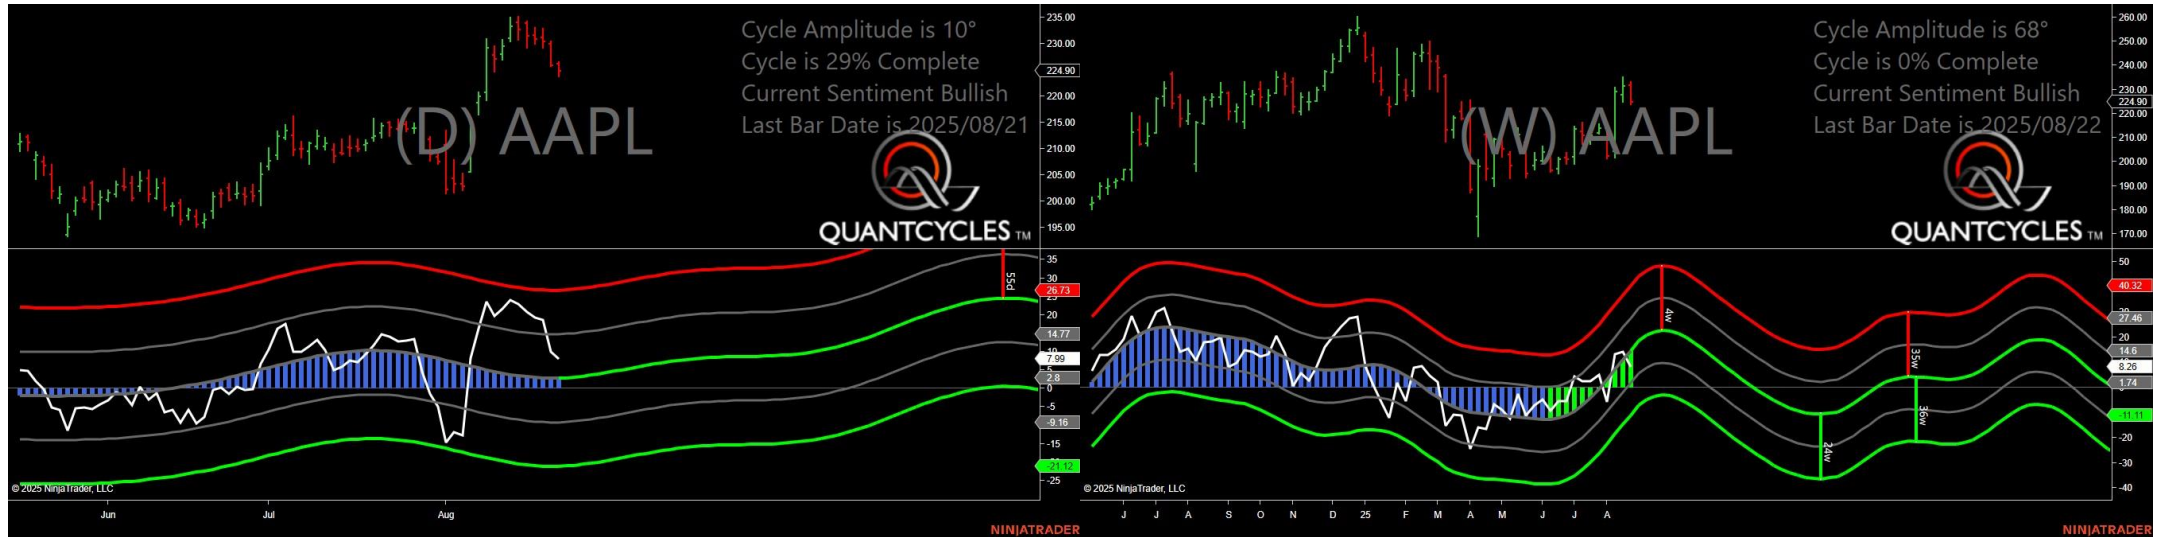 Cycle Amplitude is 10°
Cycle is 29% Complete
Current Sentiment Bullish
Last Bar Date is 2025/08/21
(D) AAPL
QUANTCYCLES TM
235.00
230.00
224.90
220.00
215.00
210.00
205.00
200.00
195.00
55d
35
30
26.73
25
20
14.77
10
7.99
5
2.8
0
-5
-9.16
-15
-21.12
-25
© 2025 NinjaTrader, LLC
Jun Jul Aug
NINJATRADER
Cycle Amplitude is 68°
Cycle is 0% Complete
Current Sentiment Bullish
Last Bar Date is 2025/08/22
(W) AAPL
QUANTCYCLES TM
260.00
250.00
240.00
230.00
224.90
220.00
210.00
200.00
190.00
180.00
170.00
4w
35w
36w
24w
50
40.32
27.46
20
14.6
8.26
1.74
-11.11
-20
-30
-40
© 2025 NinjaTrader, LLC
J J A S O N D 25 F M A M J J A
NINJATRADER